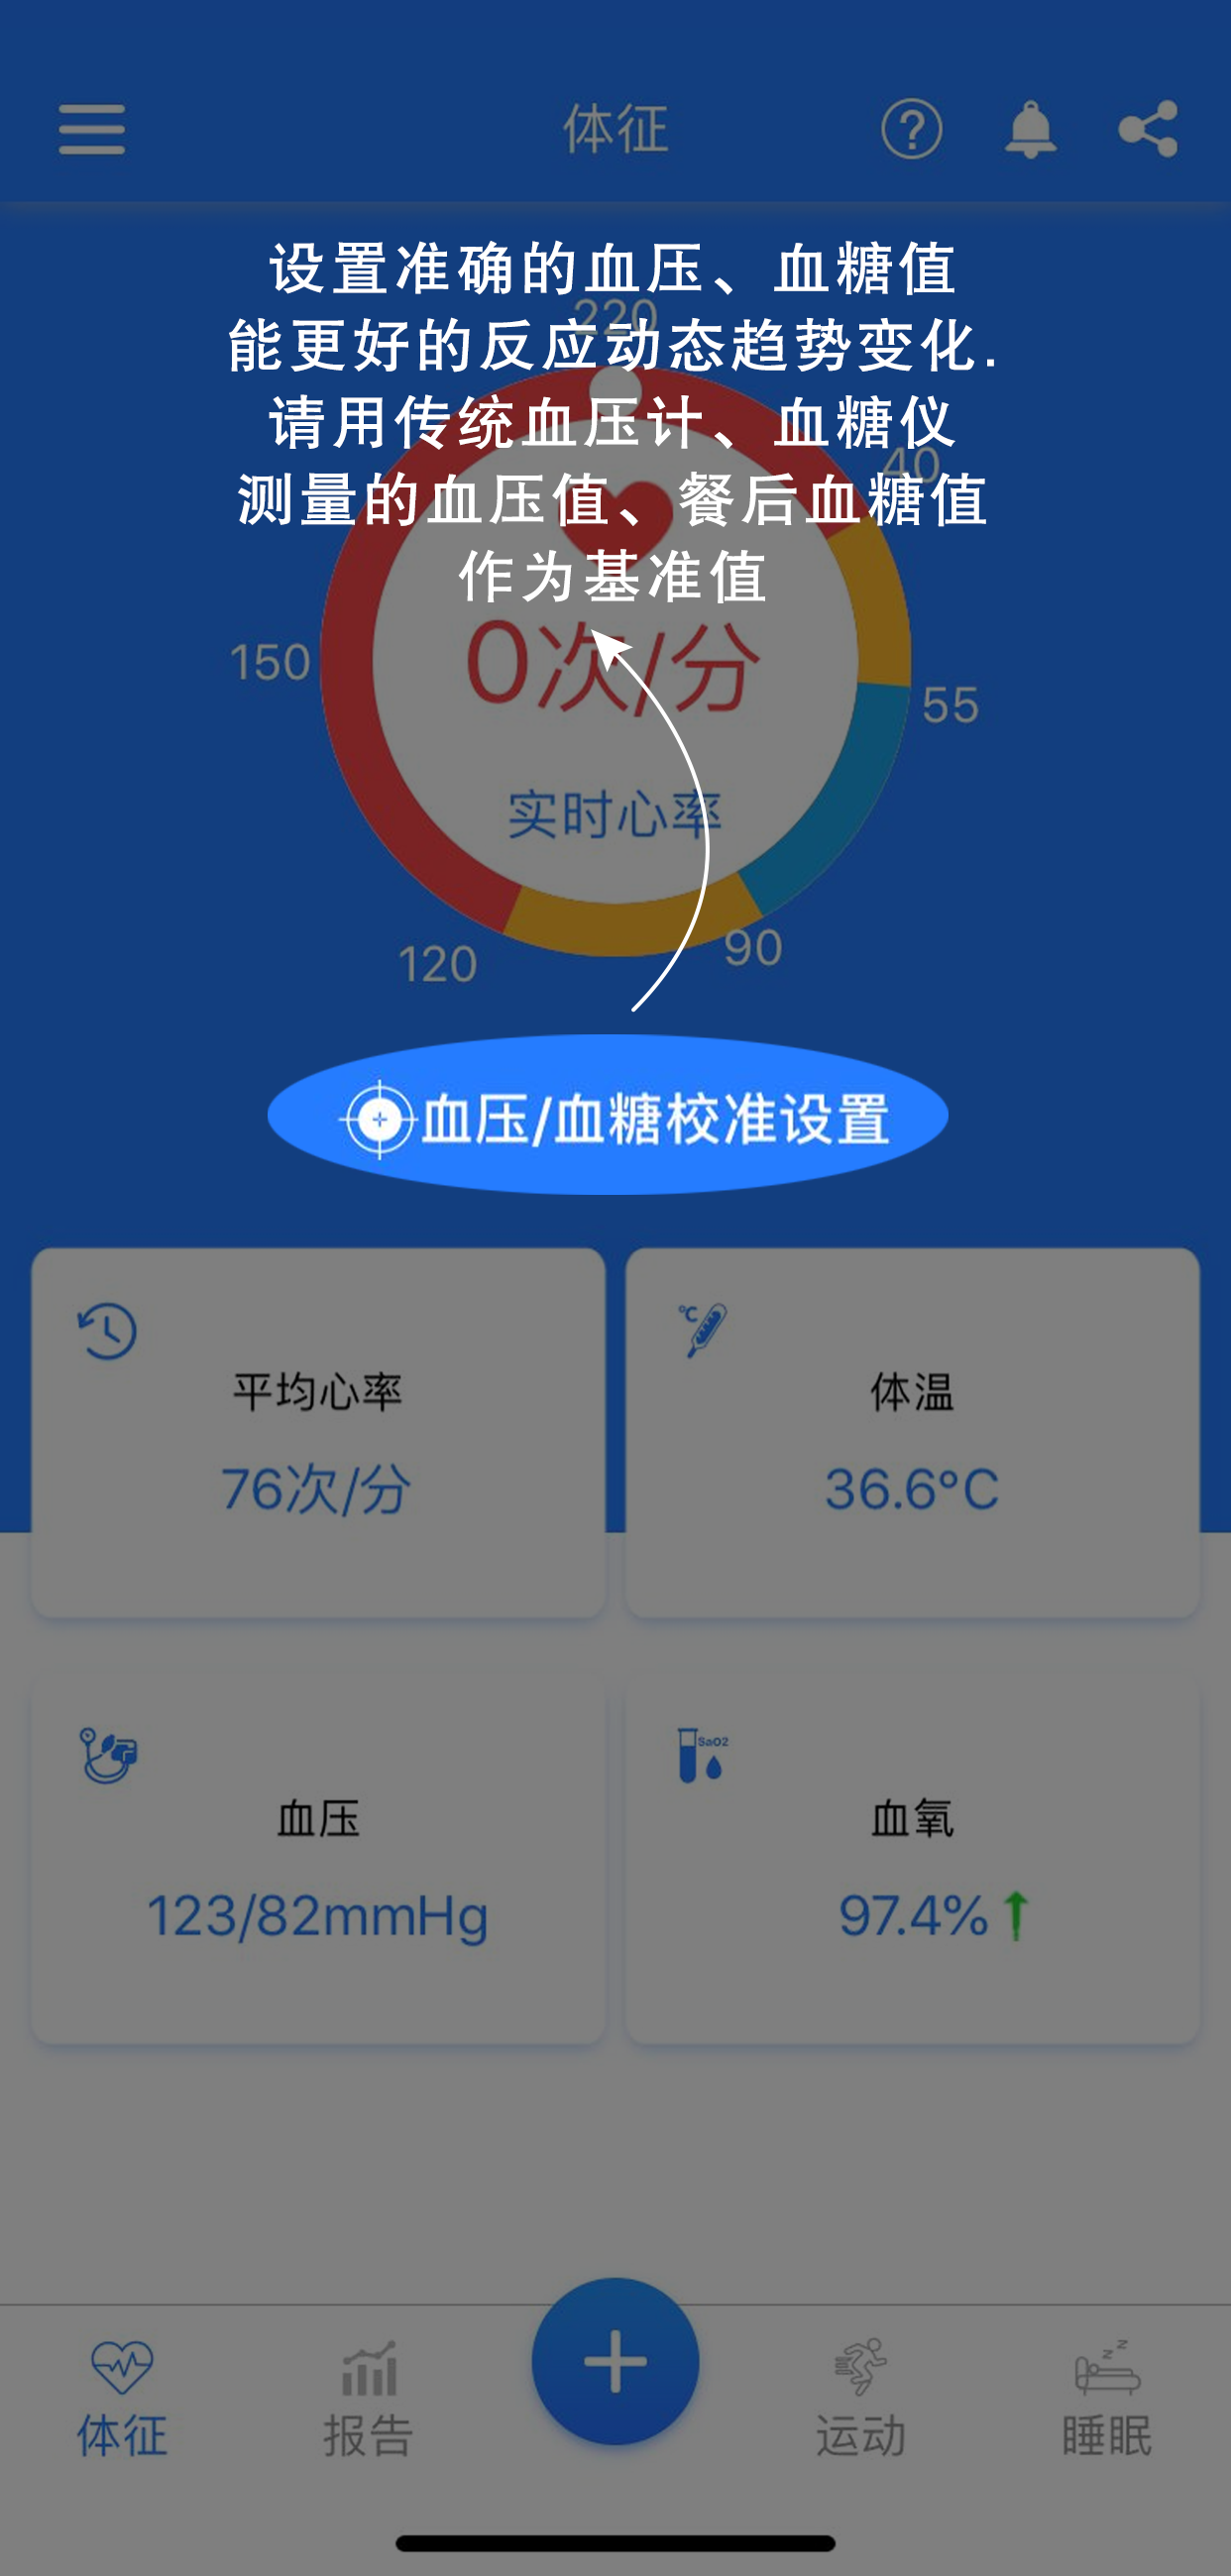 体征
设置准确的血压、血糖值
220
能更好的反应动态趋势变化.
请用传统血压计、血糖仪
40
测量的血压值、餐后血糖值
作为基准值
0次/分
150
55
实时心率
90
120
血压/血糖校准设置
℃
平均心率
体温
76次/分
36.6°C
SaO2
血压
血氧
123/82mmHg
97.4%
z z
体征
报告
运动
睡眠